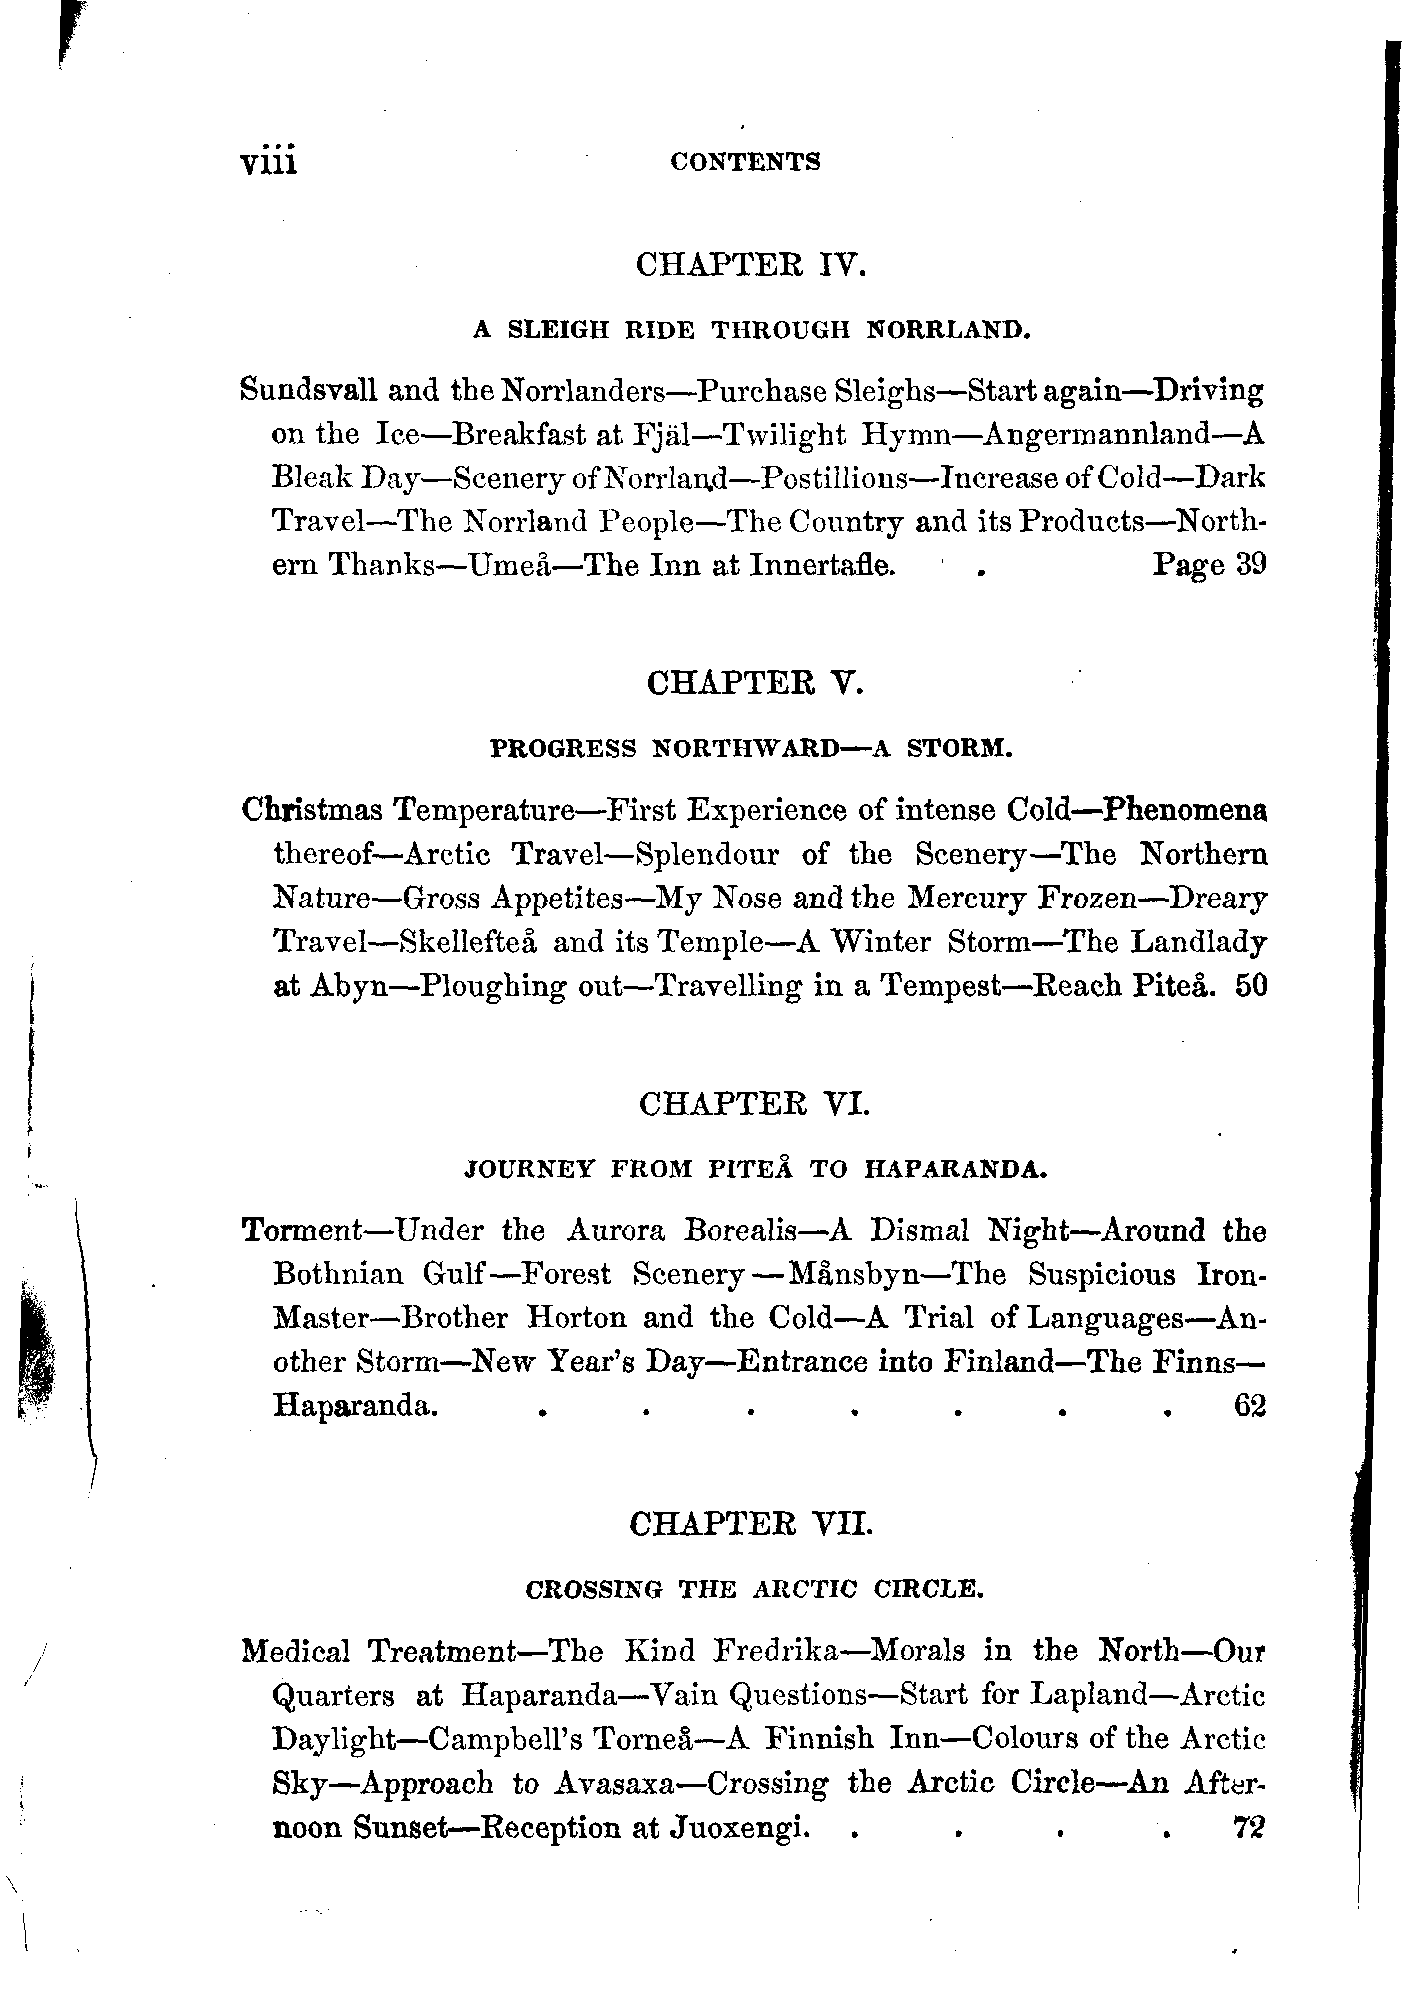 viii CONTENTS
CHAPTER IV.
A SLEIGH RIDE THROUGH NORRLAND.
Sundsvall and the Norrlanders—Purchase Sleighs—Start again—Driving
on the Ice—Breakfast at Fjäl—Twilight Hymn—Angermannland—A
Bleak Day—Scenery of Norrland—Postillions—Increase of Cold—Dark
Travel—The Norrland People—The Country and its Products—North-
ern Thanks—Umeå—The Inn at Innertafle. . Page 39
CHAPTER V.
PROGRESS NORTHWARD—A STORM.
Christmas Temperature—First Experience of intense Cold—Phenomena
thereof—Arctic Travel—Splendour of the Scenery—The Northern
Nature—Gross Appetites—My Nose and the Mercury Frozen—Dreary
Travel—Skellefteå and its Temple—A Winter Storm—The Landlady
at Abyn—Ploughing out—Travelling in a Tempest—Reach Piteå. 50
CHAPTER VI.
JOURNEY FROM PITEÅ TO HAPARANDA.
Torment—Under the Aurora Borealis—A Dismal Night—Around the
Bothnian Gulf—Forest Scenery—Månsbyn—The Suspicious Iron-
Master—Brother Horton and the Cold—A Trial of Languages—An-
other Storm—New Year's Day—Entrance into Finland—The Finns—
Haparanda. . . . . . . . 62
CHAPTER VII.
CROSSING THE ARCTIC CIRCLE.
Medical Treatment—The Kind Fredrika—Morals in the North—Our
Quarters at Haparanda—Vain Questions—Start for Lapland—Arctic
Daylight—Campbell's Torneå—A Finnish Inn—Colours of the Arctic
Sky—Approach to Avasaxa—Crossing the Arctic Circle—An After-
noon Sunset—Reception at Juoxengi. . . . . 72